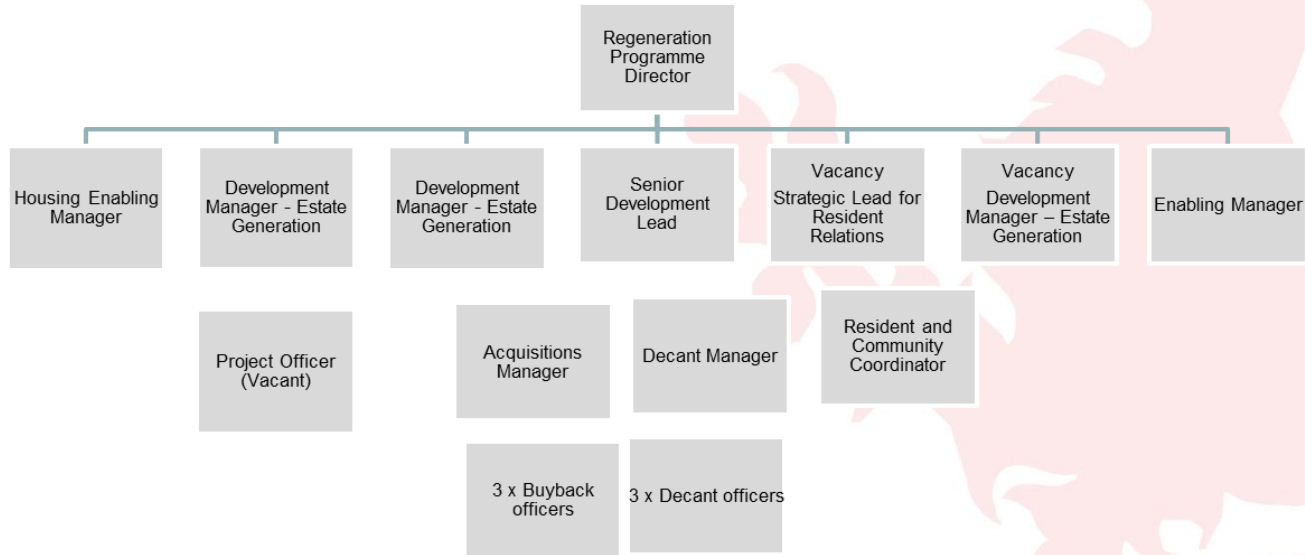 Regeneration
Programme
Director
Housing Enabling
Manager
Development
Manager - Estate
Generation
Development
Manager - Estate
Generation
Senior
Development
Lead
Vacancy
Strategic Lead for
Resident
Relations
Vacancy
Development
Manager – Estate
Generation
Enabling Manager
Project Officer
(Vacant)
Acquisitions
Manager
Decant Manager
Resident and
Community
Coordinator
3 x Buyback
officers
3 x Decant officers